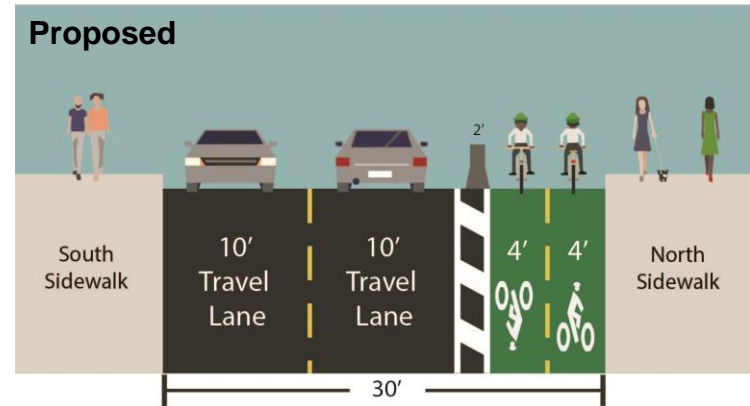 Proposed
2'
South
Sidewalk
10'
Travel
Lane
10'
Travel
Lane
4'
4'
North
Sidewalk
30'